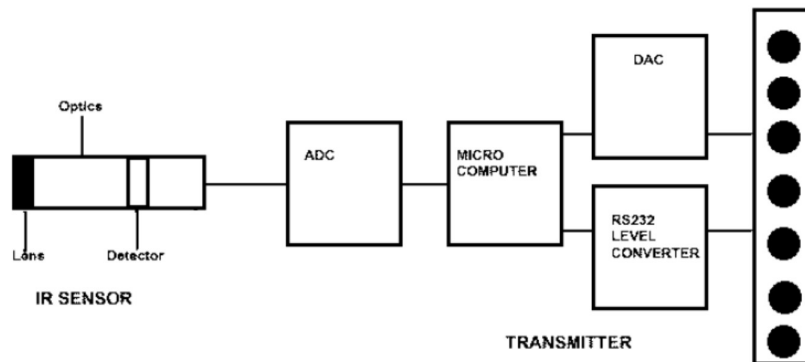 Optics
Lens
Detector
IR SENSOR
ADC
MICRO
COMPUTER
DAC
RS232
LEVEL
CONVERTER
TRANSMITTER